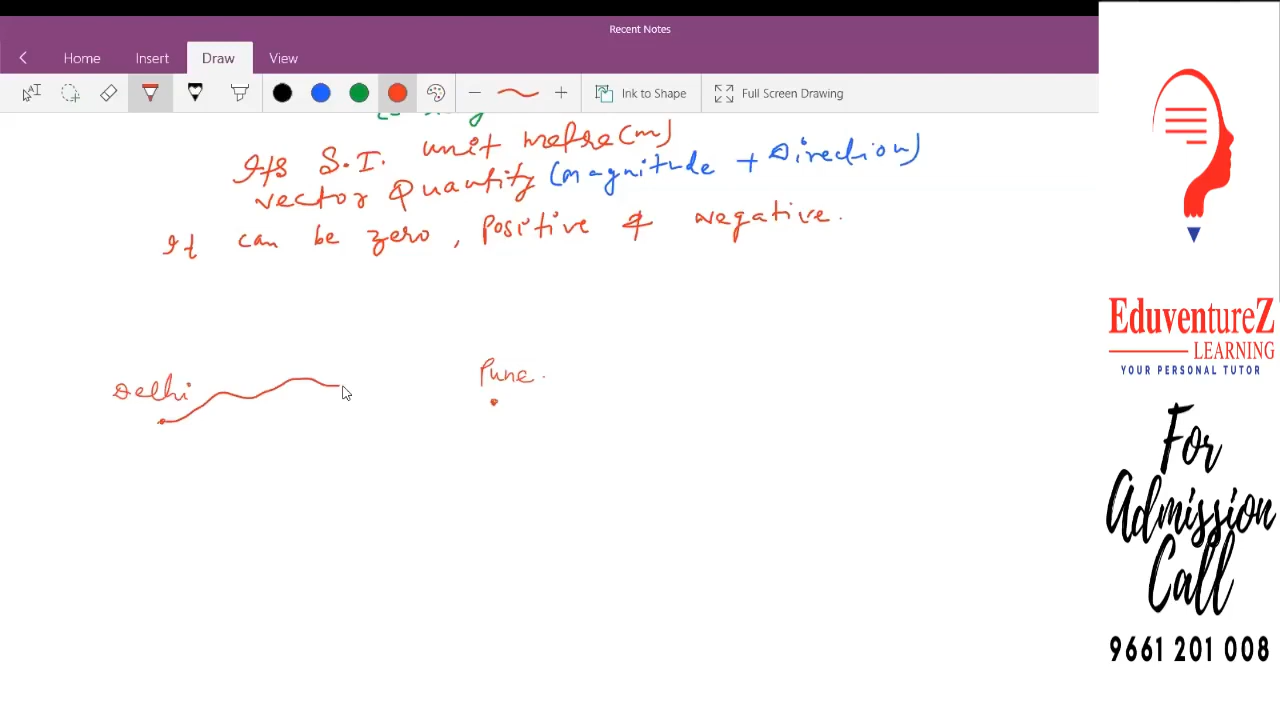 Recent Notes
Home Insert Draw View
Ink to Shape Full Screen Drawing
Its S.I. unit metre(m)
vector Quantity (magnitude + Direction)
It can be zero, positive & negative.
Delhi
Pune.
EduventureZ
LEARNING
YOUR PERSONAL TUTOR
For
Admission
Call
9661 201 008